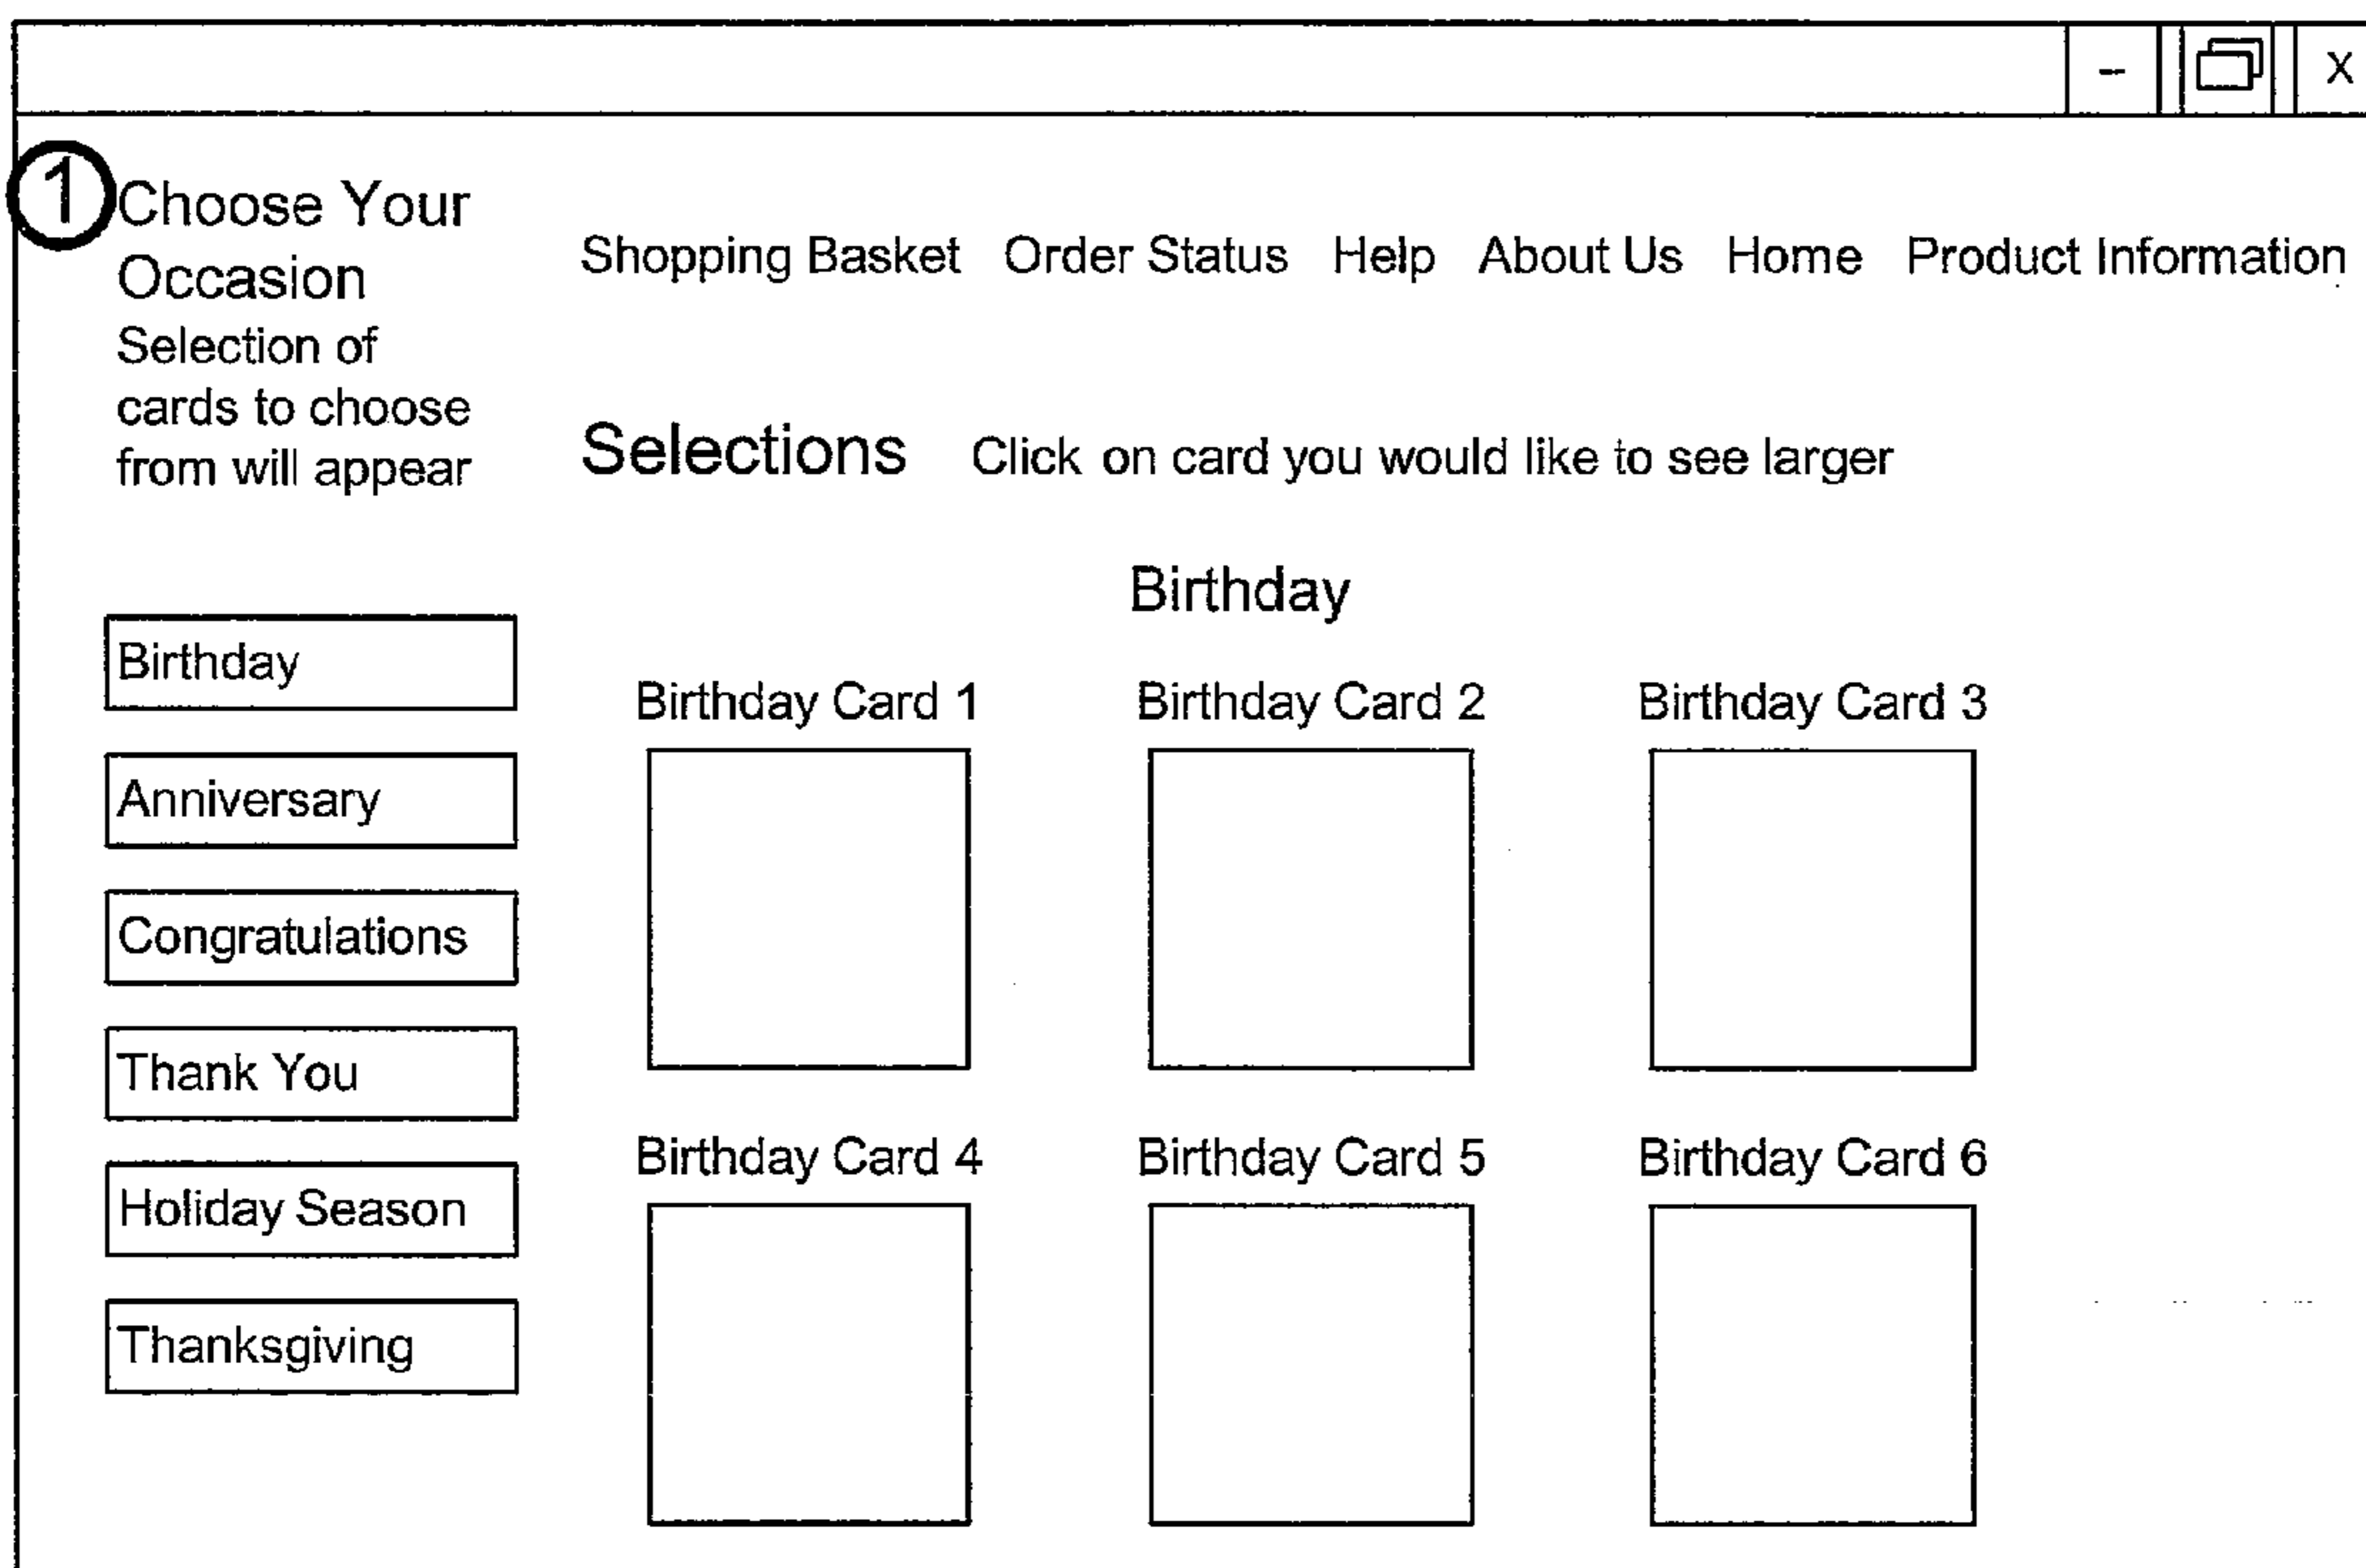 – X
1 Choose Your
Occasion
Selection of
cards to choose
from will appear
Shopping Basket Order Status Help About Us Home Product Information
Selections Click on card you would like to see larger
Birthday
Birthday
Anniversary
Congratulations
Thank You
Holiday Season
Thanksgiving
Birthday Card 1 Birthday Card 2 Birthday Card 3
Birthday Card 4 Birthday Card 5 Birthday Card 6